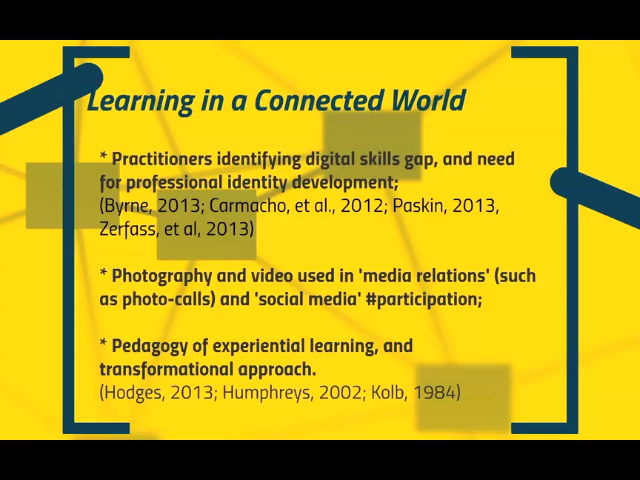 Learning in a Connected World
* Practitioners identifying digital skills gap, and need
for professional identity development;
(Byrne, 2013; Carmacho, et al., 2012; Paskin, 2013,
Zerfass, et al, 2013)
* Photography and video used in 'media relations' (such
as photo-calls) and 'social media' #participation;
* Pedagogy of experiential learning, and
transformational approach.
(Hodges, 2013; Humphreys, 2002; Kolb, 1984)